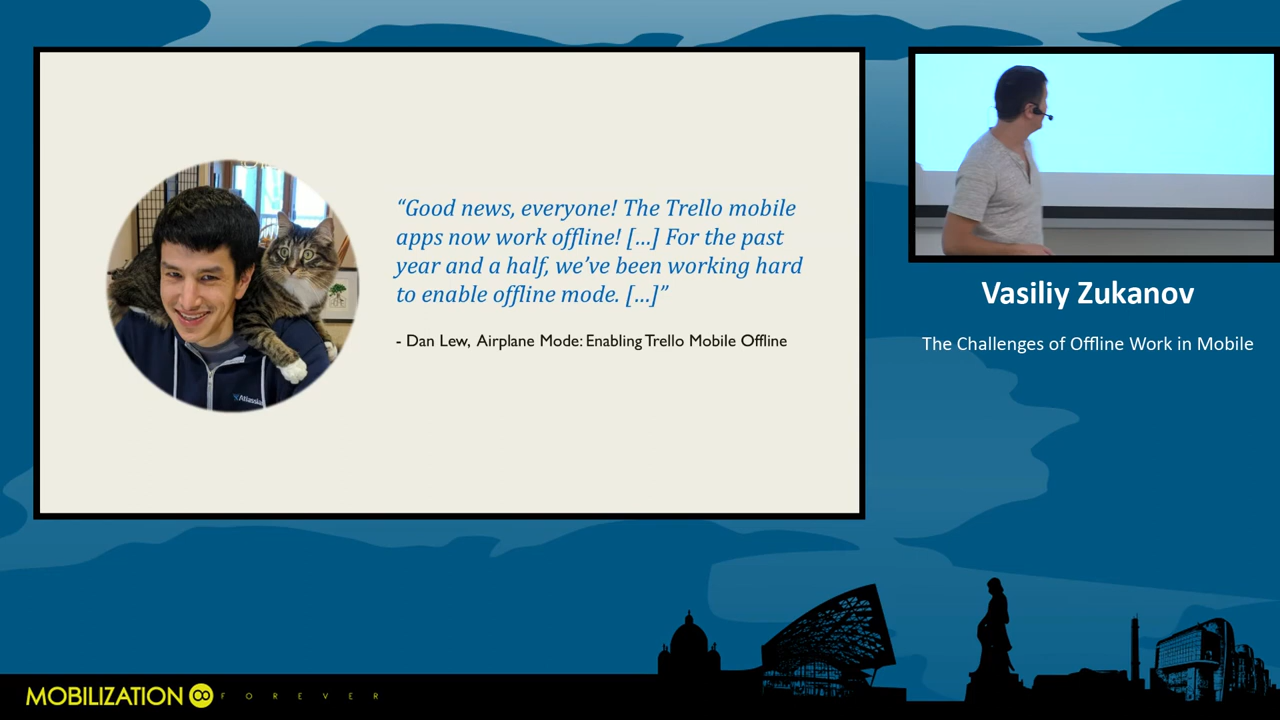 “Good news, everyone! The Trello mobile
apps now work offline! [...] For the past
year and a half, we’ve been working hard
to enable offline mode. [...]”
- Dan Lew, Airplane Mode: Enabling Trello Mobile Offline
Atlassian
Vasiliy Zukanov
The Challenges of Offline Work in Mobile
MOBILIZATION FOREVER